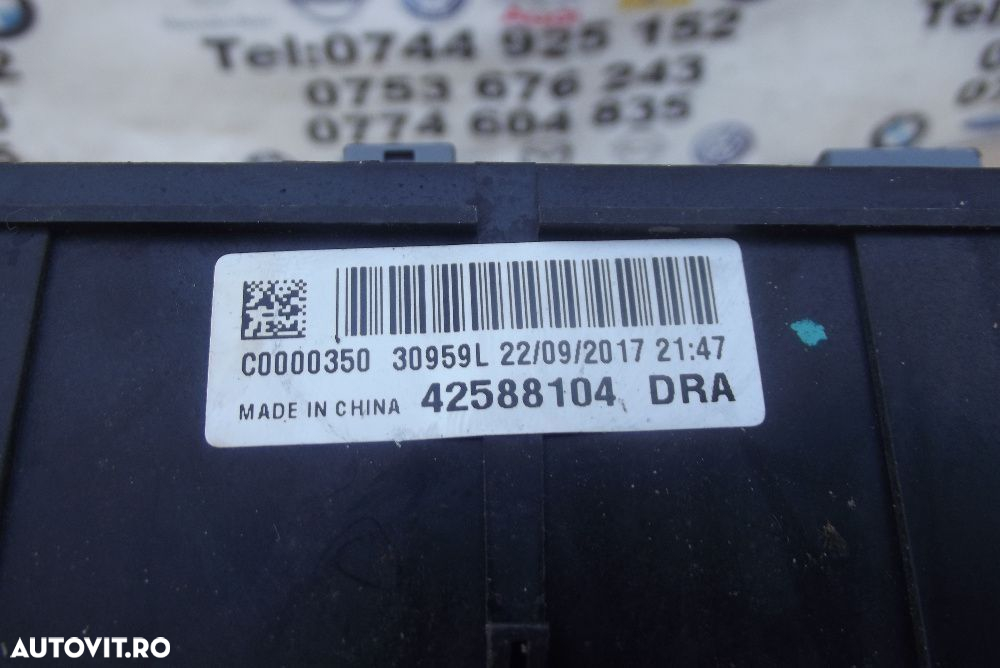 Tel:0744 925 152
0753 676 243
0774 604 835
Audi
C0000350 30959L 22/09/2017 21:47
MADE IN CHINA 42588104 DRA
AUTOVIT.RO